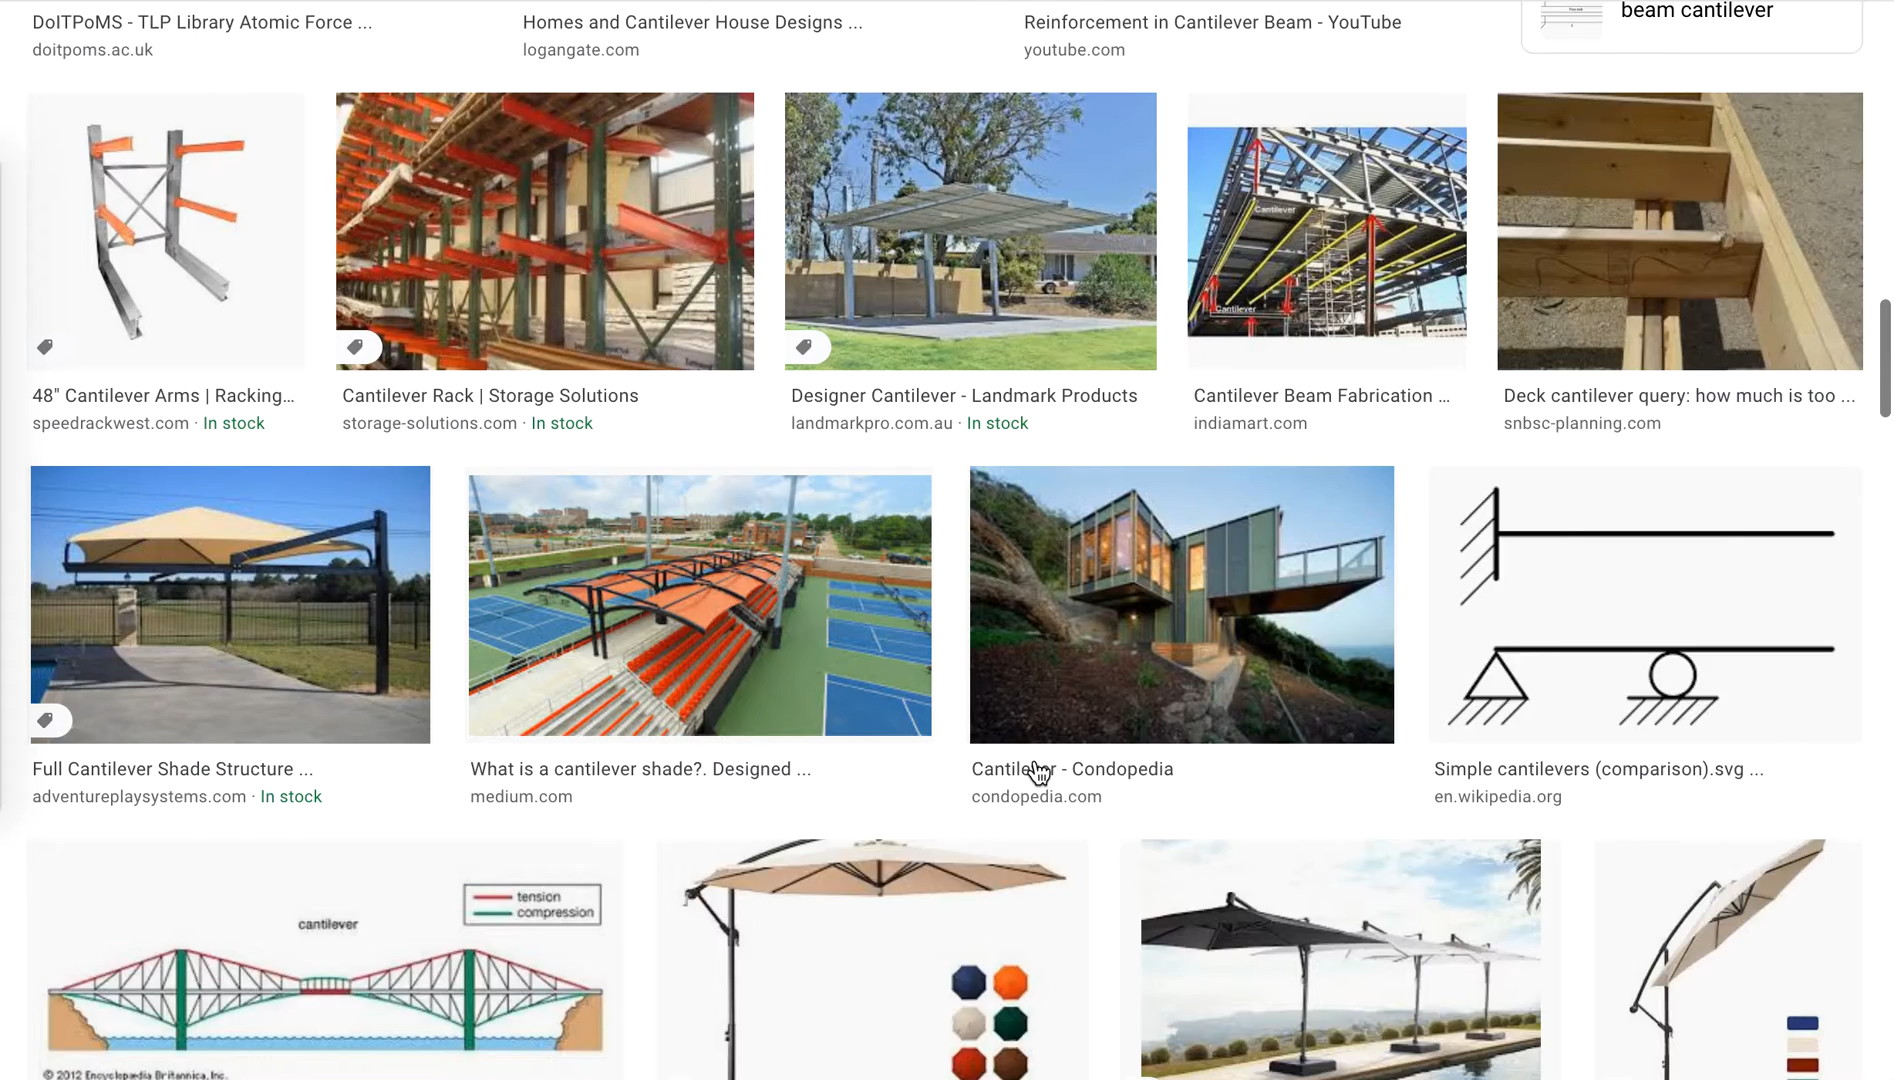 DoITPoMS - TLP Library Atomic Force ...
doitpoms.ac.uk
Homes and Cantilever House Designs ...
logangate.com
Reinforcement in Cantilever Beam - YouTube
youtube.com
beam cantilever
Cantilever
Cantilever
48" Cantilever Arms | Racking...
speedrackwest.com · In stock
Cantilever Rack | Storage Solutions
storage-solutions.com · In stock
Designer Cantilever - Landmark Products
landmarkpro.com.au · In stock
Cantilever Beam Fabrication ...
indiamart.com
Deck cantilever query: how much is too ...
snbsc-planning.com
Full Cantilever Shade Structure ...
adventureplaysystems.com · In stock
What is a cantilever shade?. Designed ...
medium.com
Cantilever - Condopedia
condopedia.com
Simple cantilevers (comparison).svg ...
en.wikipedia.org
tension
compression
cantilever
© 2012 Encyclopædia Britannica, Inc.